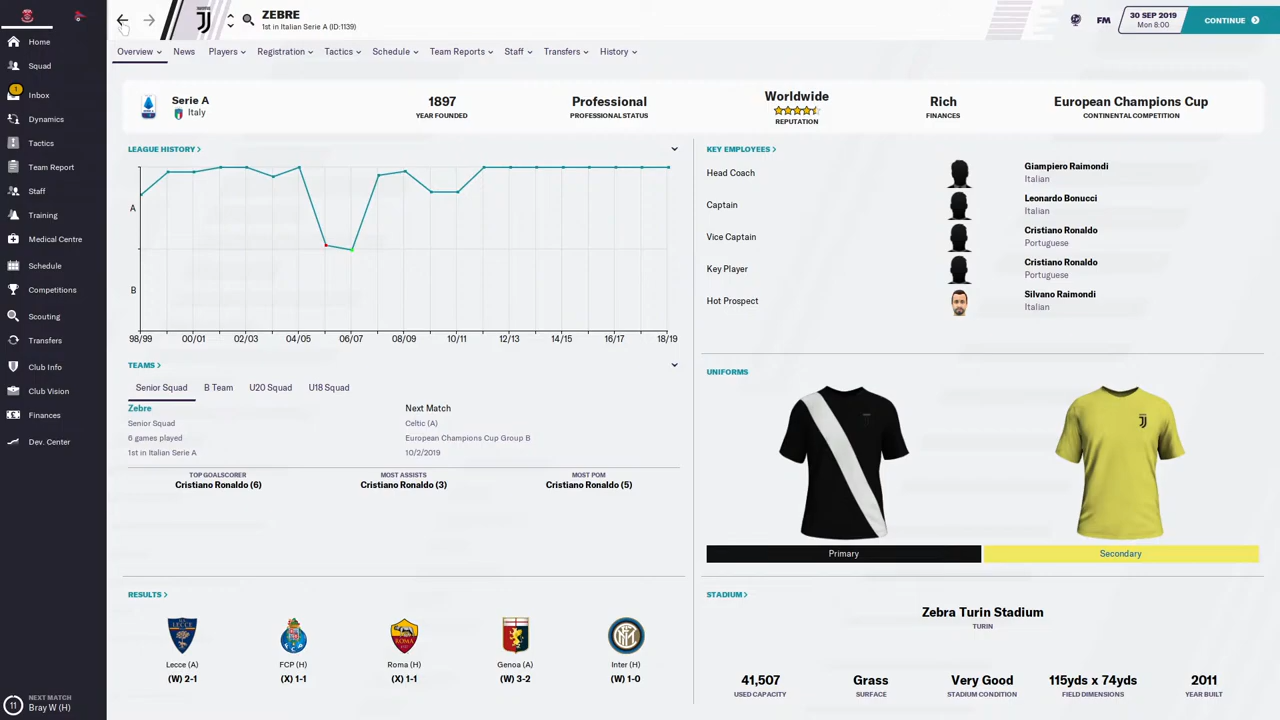 ZEBRE
1st in Italian Serie A (ID:1139)
FM
30 SEP 2019
Mon 8:00
CONTINUE
Overview
News
Players
Registration
Tactics
Schedule
Team Reports
Staff
Transfers
History
Home
Squad
1
Inbox
Dynamics
Tactics
Team Report
Staff
Training
Medical Centre
Schedule
Competitions
Scouting
Transfers
Club Info
Club Vision
Finances
Dev. Center
11
NEXT MATCH
Bray W (H)
Serie A
Italy
1897
YEAR FOUNDED
Professional
PROFESSIONAL STATUS
Worldwide
REPUTATION
Rich
FINANCES
European Champions Cup
CONTINENTAL COMPETITION
LEAGUE HISTORY >
A
B
98/99 00/01 02/03 04/05 06/07 08/09 10/11 12/13 14/15 16/17 18/19
KEY EMPLOYEES >
Head Coach
Giampiero Raimondi
Italian
Captain
Leonardo Bonucci
Italian
Vice Captain
Cristiano Ronaldo
Portuguese
Key Player
Cristiano Ronaldo
Portuguese
Hot Prospect
Silvano Raimondi
Italian
TEAMS >
Senior Squad
B Team
U20 Squad
U18 Squad
Zebre
Senior Squad
6 games played
1st in Italian Serie A
Next Match
Celtic (A)
European Champions Cup Group B
10/2/2019
TOP GOALSCORER
Cristiano Ronaldo (6)
MOST ASSISTS
Cristiano Ronaldo (3)
MOST POM
Cristiano Ronaldo (5)
UNIFORMS
Primary
Secondary
RESULTS >
Lecce (A)
(W) 2-1
FCP (H)
(X) 1-1
Roma (H)
(X) 1-1
Genoa (A)
(W) 3-2
Inter (H)
(W) 1-0
STADIUM >
Zebra Turin Stadium
TURIN
41,507
USED CAPACITY
Grass
SURFACE
Very Good
STADIUM CONDITION
115yds x 74yds
FIELD DIMENSIONS
2011
YEAR BUILT